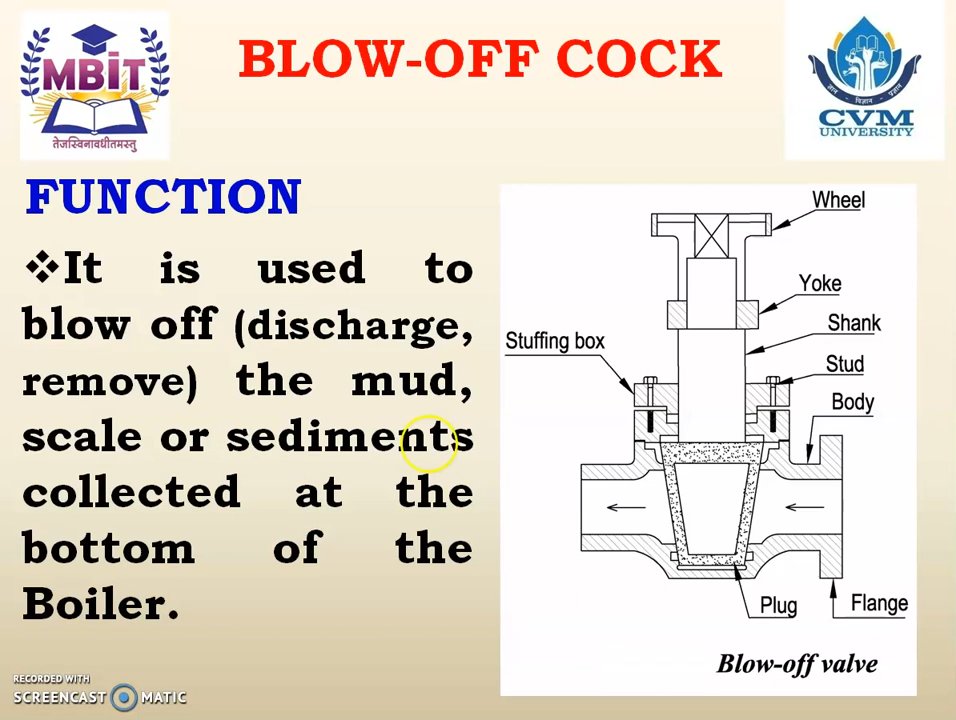 BLOW-OFF COCK
MBIT
तेजस्विनावधीतमस्तु
ज्ञान - विज्ञान - प्रज्ञान
CVM
UNIVERSITY
FUNCTION
❖It is used to
blow off (discharge,
remove) the mud,
scale or sediments
collected at the
bottom of the
Boiler.
Wheel
Yoke
Shank
Stuffing box
Stud
Body
Plug
Flange
Blow-off valve
RECORDED WITH
SCREENCAST MATIC